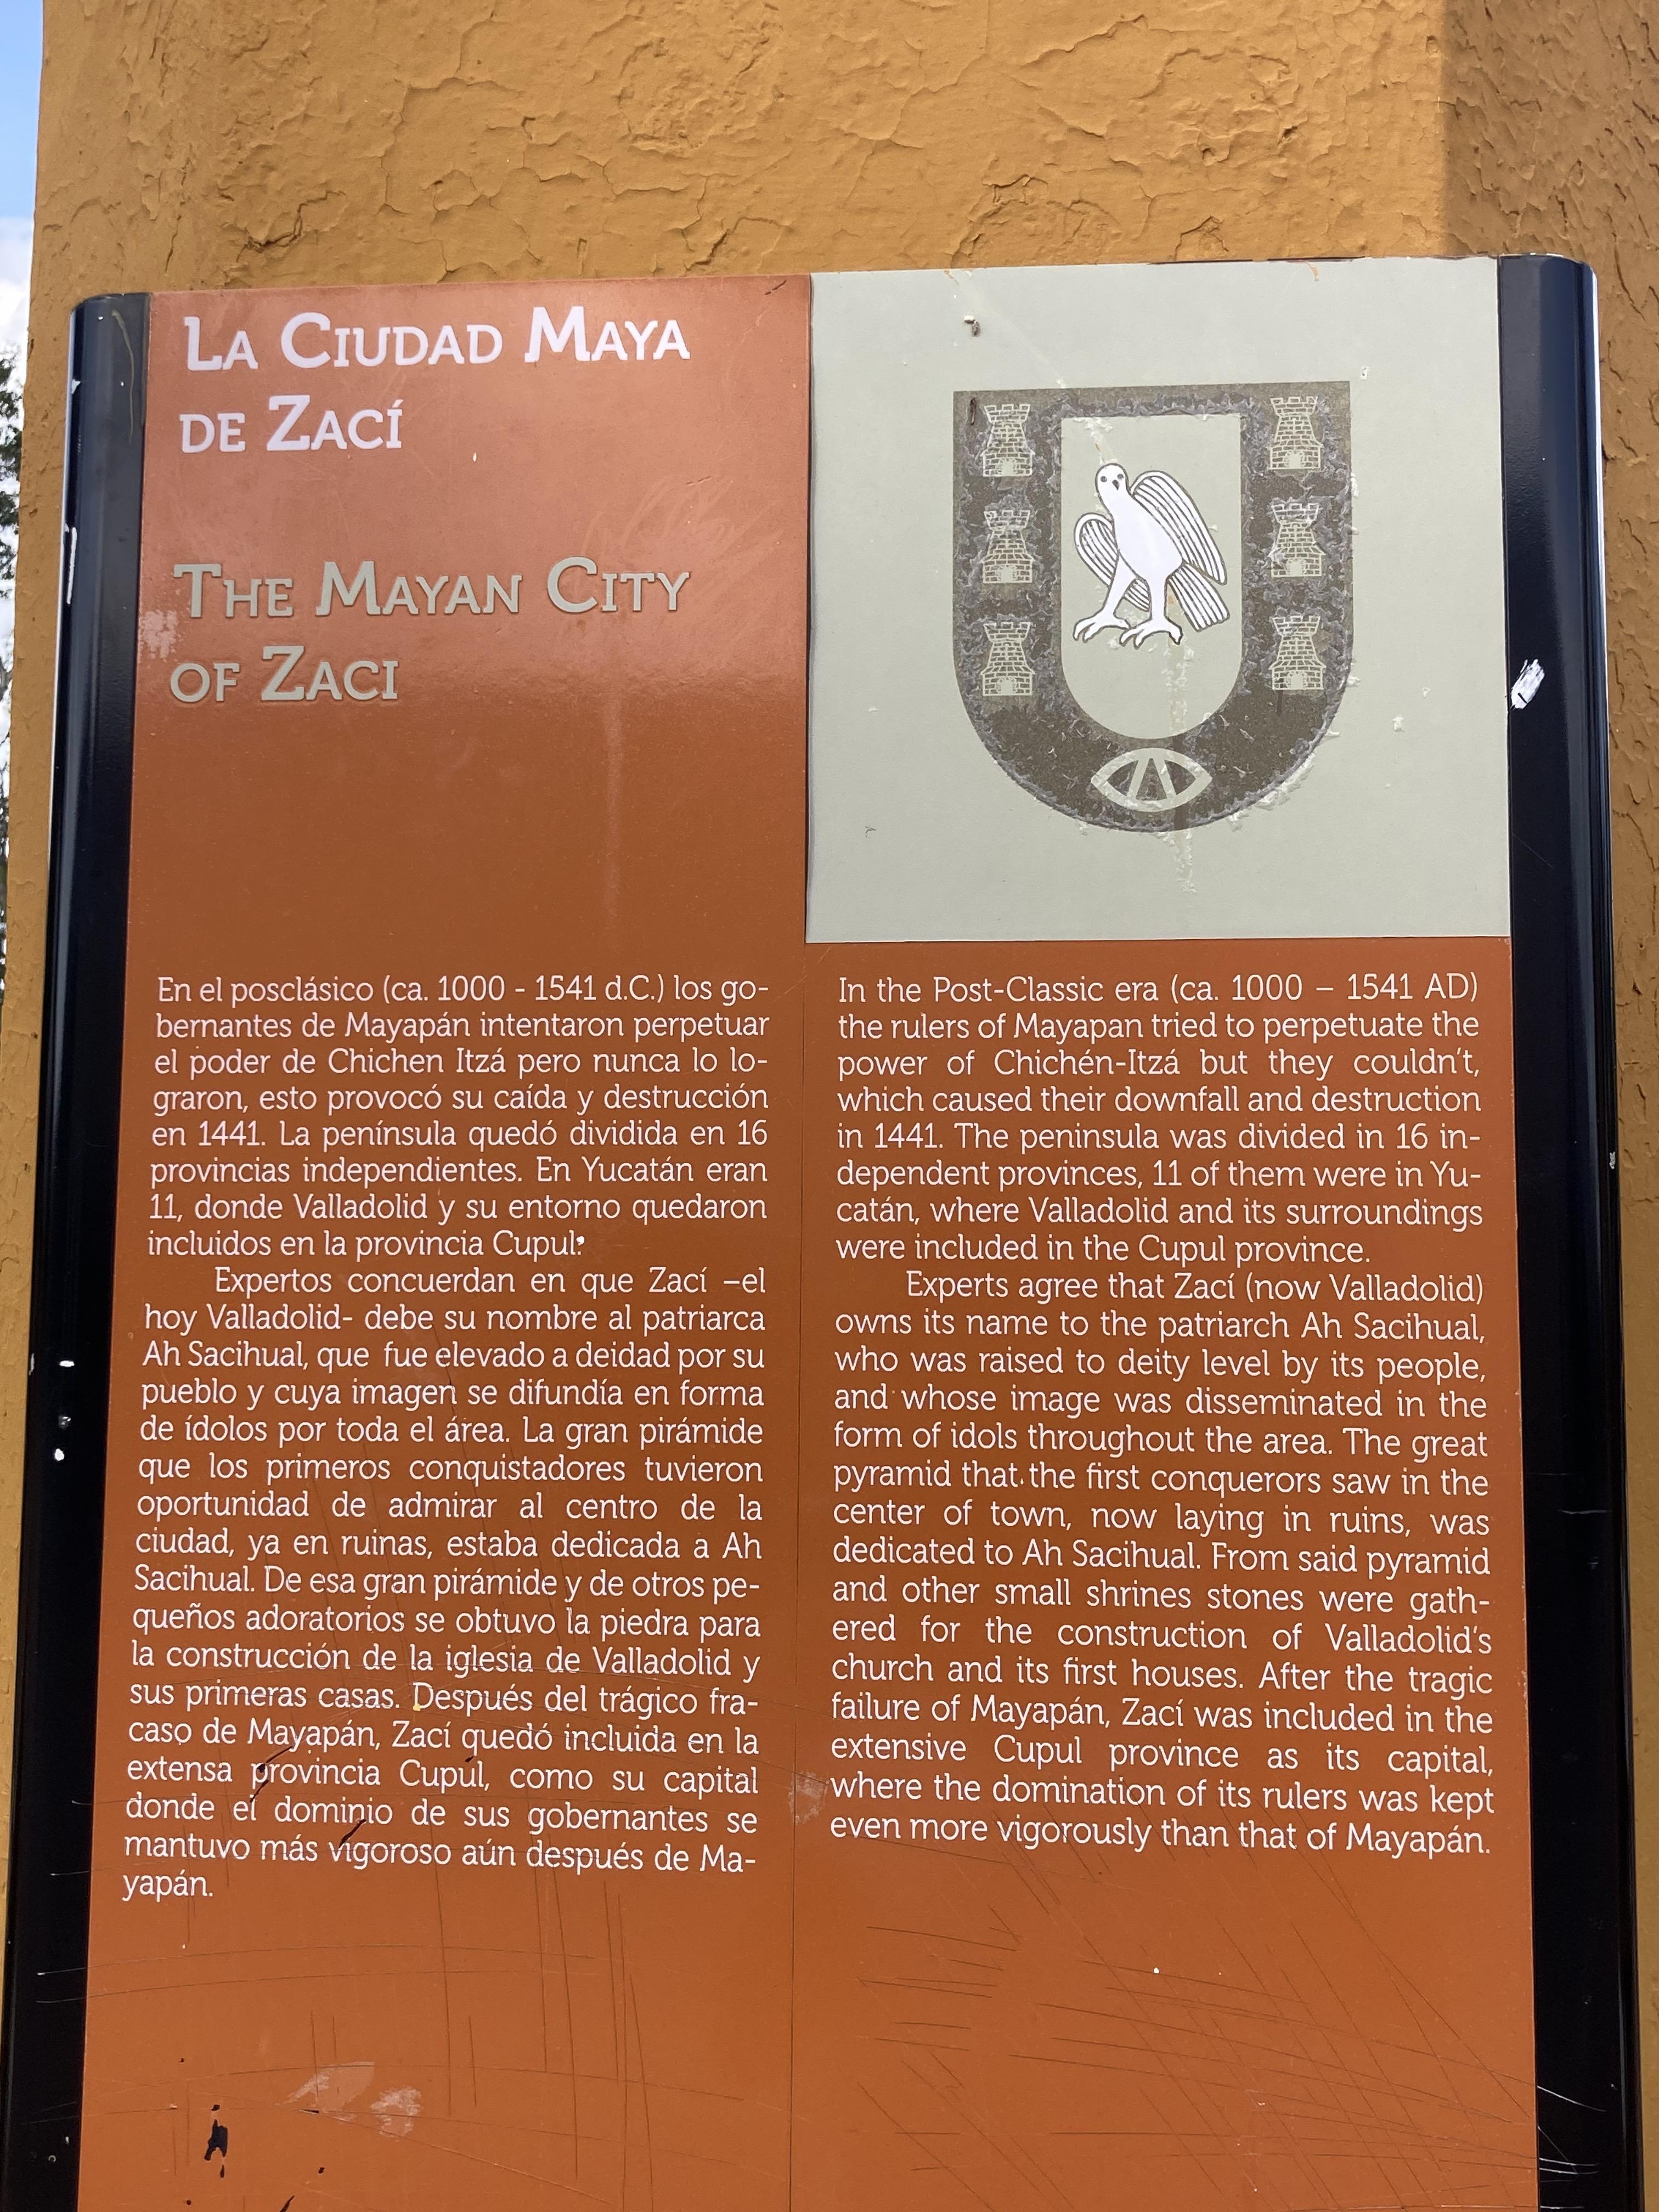 La Ciudad Maya
de Zací
The Mayan City
of Zaci
En el posclásico (ca. 1000 - 1541 d.C.) los go-
bernantes de Mayapán intentaron perpetuar
el poder de Chichen Itzá pero nunca lo lo-
graron, esto provocó su caída y destrucción
en 1441. La península quedó dividida en 16
provincias independientes. En Yucatán eran
11, donde Valladolid y su entorno quedaron
incluidos en la provincia Cupul.
Expertos concuerdan en que Zací –el
hoy Valladolid- debe su nombre al patriarca
Ah Sacihual, que fue elevado a deidad por su
pueblo y cuya imagen se difundía en forma
de ídolos por toda el área. La gran pirámide
que los primeros conquistadores tuvieron
oportunidad de admirar al centro de la
ciudad, ya en ruinas, estaba dedicada a Ah
Sacihual. De esa gran pirámide y de otros pe-
queños adoratorios se obtuvo la piedra para
la construcción de la iglesia de Valladolid y
sus primeras casas. Después del trágico fra-
caso de Mayapán, Zací quedó incluida en la
extensa provincia Cupúl, como su capital
donde el dominio de sus gobernantes se
mantuvo más vigoroso aún después de Ma-
yapán.
In the Post-Classic era (ca. 1000 – 1541 AD)
the rulers of Mayapan tried to perpetuate the
power of Chichén-Itzá but they couldn't,
which caused their downfall and destruction
in 1441. The peninsula was divided in 16 in-
dependent provinces, 11 of them were in Yu-
catán, where Valladolid and its surroundings
were included in the Cupul province.
Experts agree that Zací (now Valladolid)
owns its name to the patriarch Ah Sacihual,
who was raised to deity level by its people,
and whose image was disseminated in the
form of idols throughout the area. The great
pyramid that the first conquerors saw in the
center of town, now laying in ruins, was
dedicated to Ah Sacihual. From said pyramid
and other small shrines stones were gath-
ered for the construction of Valladolid's
church and its first houses. After the tragic
failure of Mayapán, Zací was included in the
extensive Cupul province as its capital,
where the domination of its rulers was kept
even more vigorously than that of Mayapán.